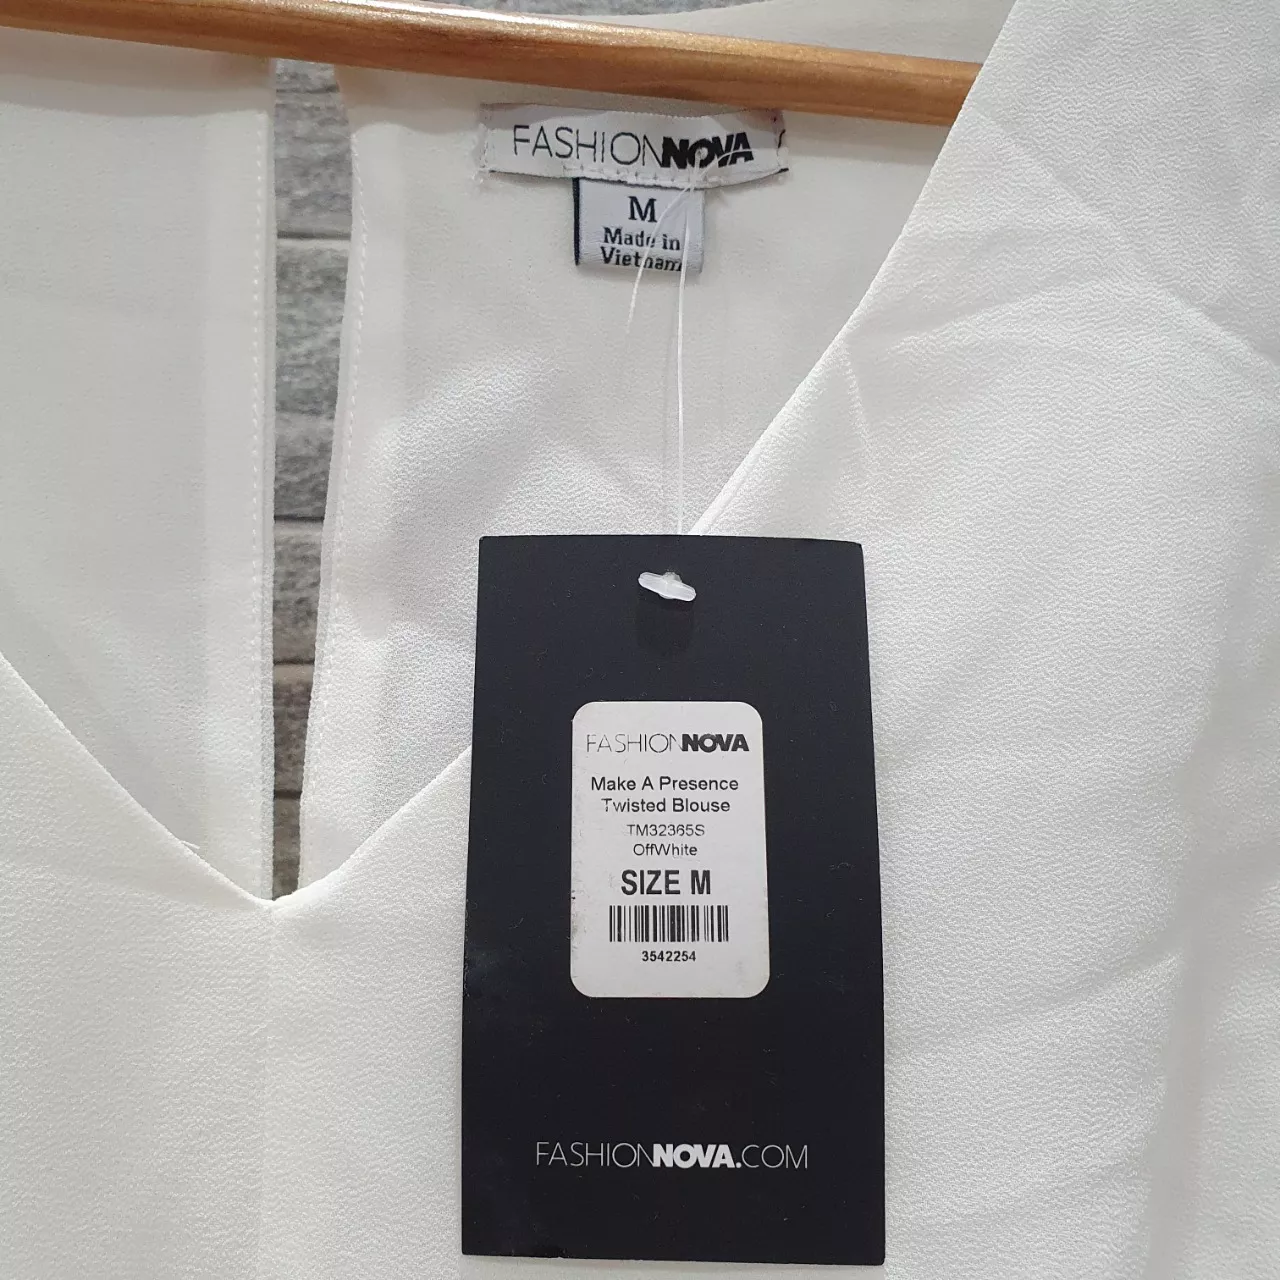 FASHIONNOVA
M
Made in
Vietnam
FASHIONNOVA
Make A Presence
Twisted Blouse
TM32365S
OffWhite
SIZE M
3542254
FASHIONNOVA.COM